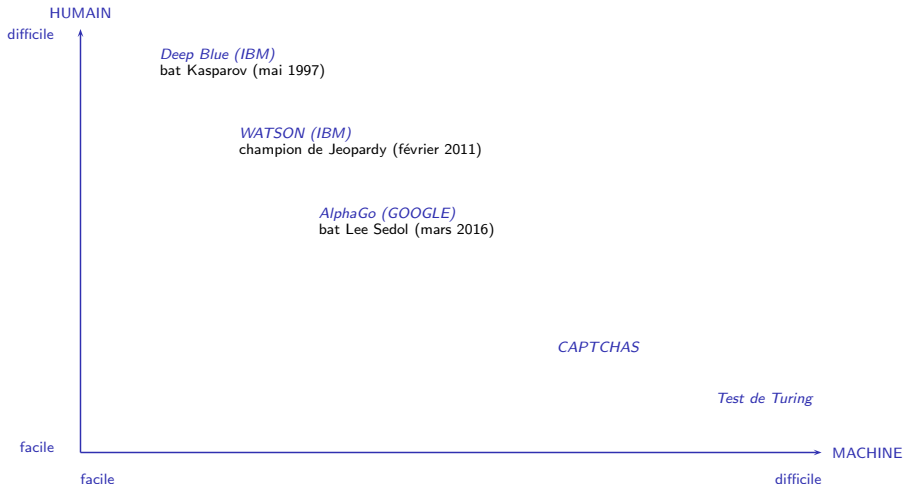 HUMAIN
difficile
Deep Blue (IBM)
bat Kasparov (mai 1997)
WATSON (IBM)
champion de Jeopardy (février 2011)
AlphaGo (GOOGLE)
bat Lee Sedol (mars 2016)
CAPTCHAS
Test de Turing
facile
MACHINE
facile
difficile